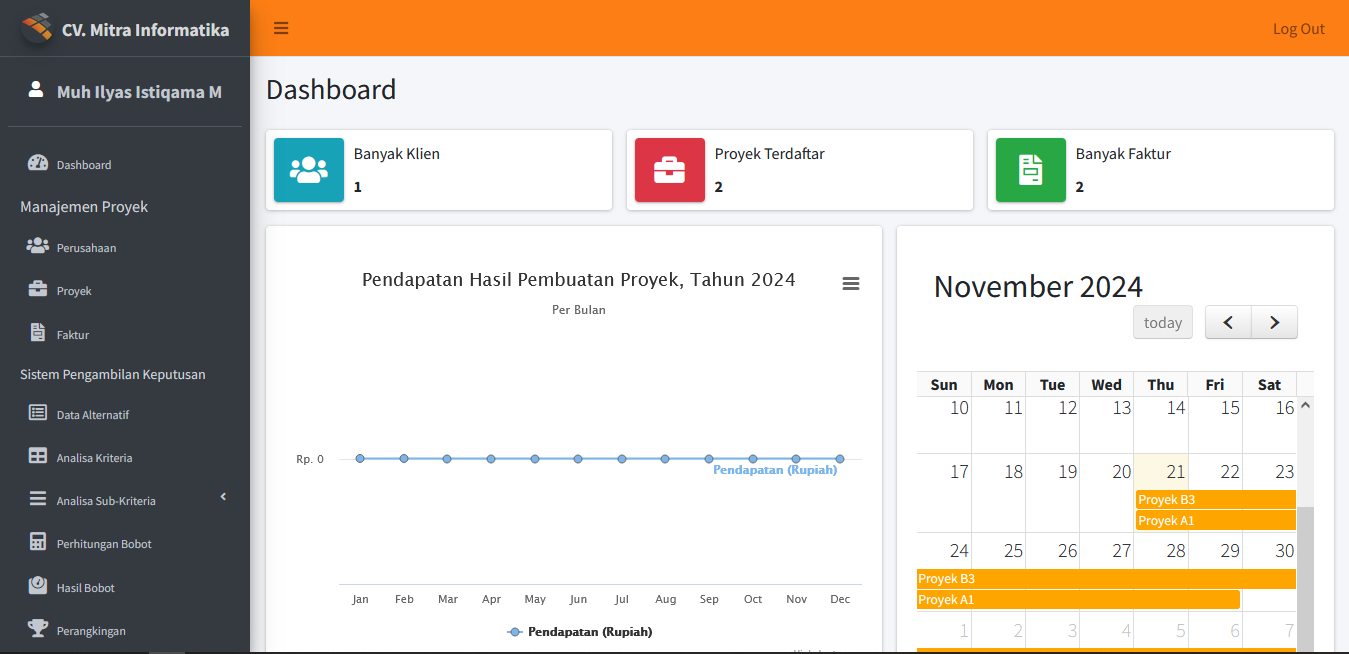 CV. Mitra Informatika
Log Out
Muh Ilyas Istiqama M
Dashboard
Manajemen Proyek
Perusahaan
Proyek
Faktur
Sistem Pengambilan Keputusan
Data Alternatif
Analisa Kriteria
Analisa Sub-Kriteria
Perhitungan Bobot
Hasil Bobot
Perangkingan
Dashboard
Banyak Klien
1
Proyek Terdaftar
2
Banyak Faktur
2
Pendapatan Hasil Pembuatan Proyek, Tahun 2024
Per Bulan
Rp. 0
Pendapatan (Rupiah)
Jan Feb Mar Apr May Jun Jul Aug Sep Oct Nov Dec
Pendapatan (Rupiah)
November 2024
today
Sun Mon Tue Wed Thu Fri Sat
10 11 12 13 14 15 16
17 18 19 20 21 22 23
Proyek B3
Proyek A1
24 25 26 27 28 29 30
Proyek B3
Proyek A1
1 2 3 4 5 6 7